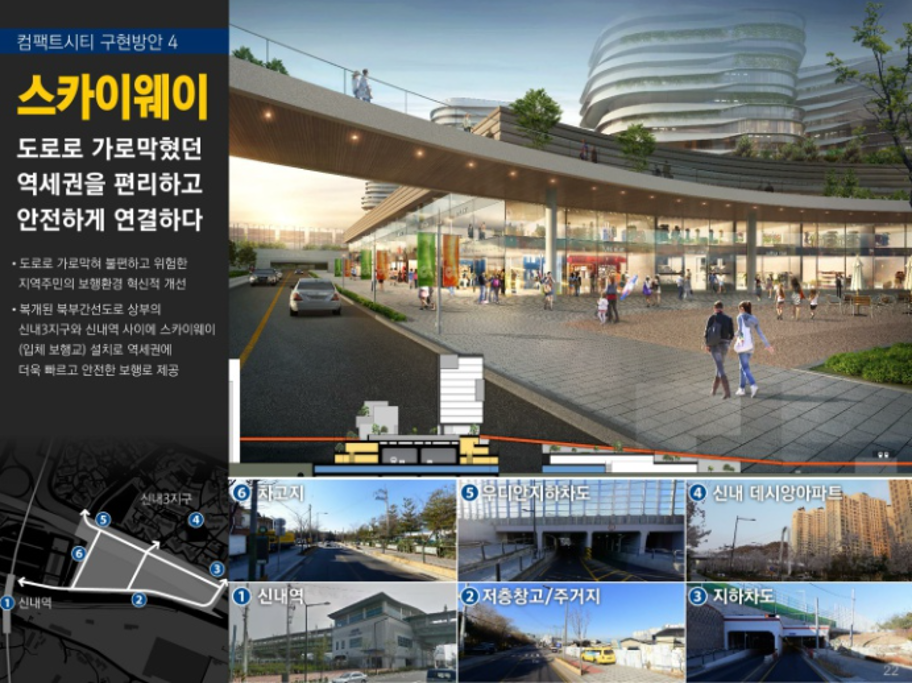 컴팩트시티 구현방안 4
스카이웨이
도로로 가로막혔던
역세권을 편리하고
안전하게 연결하다
• 도로로 가로막혀 불편하고 위험한
지역주민의 보행환경 혁신적 개선
• 복개된 북부간선도로 상부의
신내3지구와 신내역 사이에 스카이웨이
(입체 보행교) 설치로 역세권에
더욱 빠르고 안전한 보행로 제공
신내3지구
5
4
6
3
1 신내역
2
6 차고지
5 우디안지하차도
4 신내 데시앙아파트
1 신내역
2 저층창고/주거지
3 지하차도
22